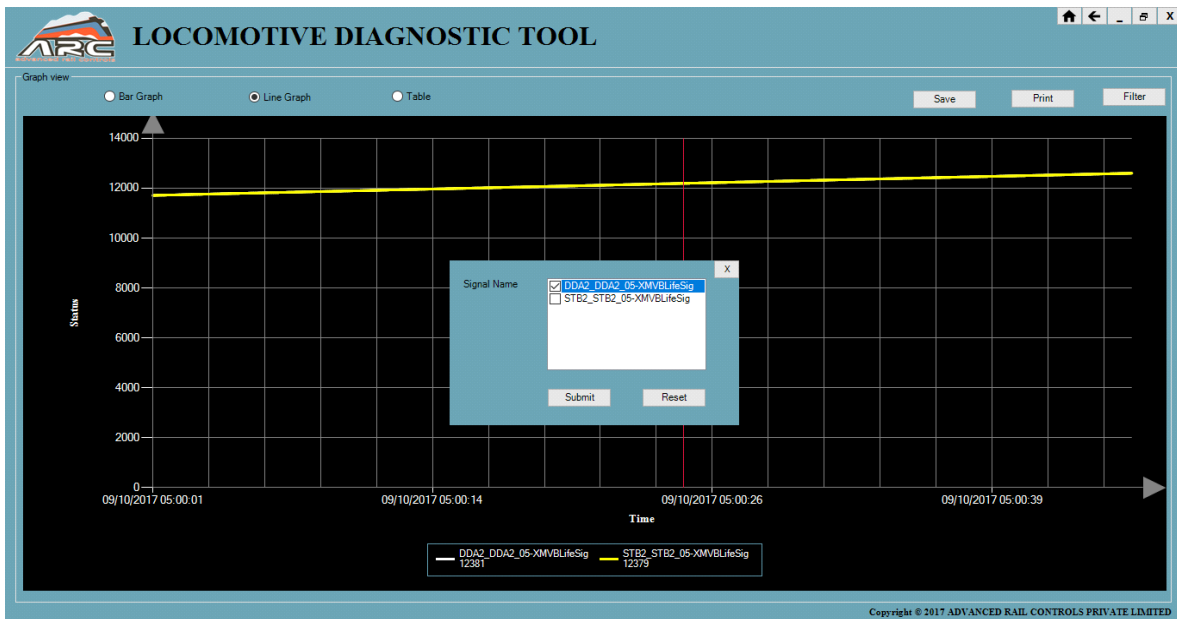 ARC
LOCOMOTIVE DIAGNOSTIC TOOL
X
Graph view
Bar Graph
Line Graph
Table
Save
Print
Filter
14000
12000
10000
8000
6000
4000
2000
0
Status
X
Signal Name
DDA2_DDA2_05-XMVBLifeSig
STB2_STB2_05-XMVBLifeSig
Submit
Reset
09/10/2017 05:00:01
09/10/2017 05:00:14
09/10/2017 05:00:26
09/10/2017 05:00:39
Time
DDA2_DDA2_05-XMVBLifeSig
12381
STB2_STB2_05-XMVBLifeSig
12379
Copyright © 2017 ADVANCED RAIL CONTROLS PRIVATE LIMITED